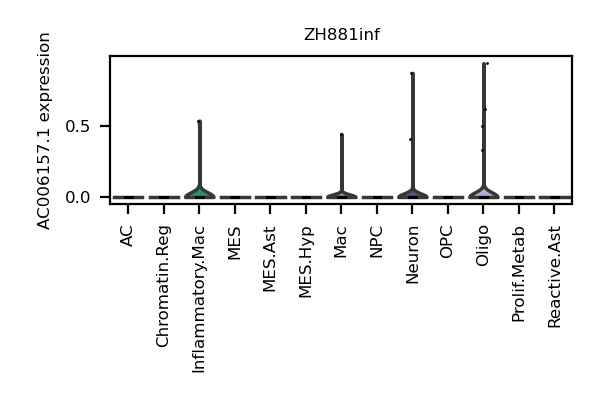 ZH881inf
AC006157.1 expression
0.5
0.0
AC
Chromatin.Reg
Inflammatory.Mac
MES
MES.Ast
MES.Hyp
Mac
NPC
Neuron
OPC
Oligo
Prolif.Metab
Reactive.Ast